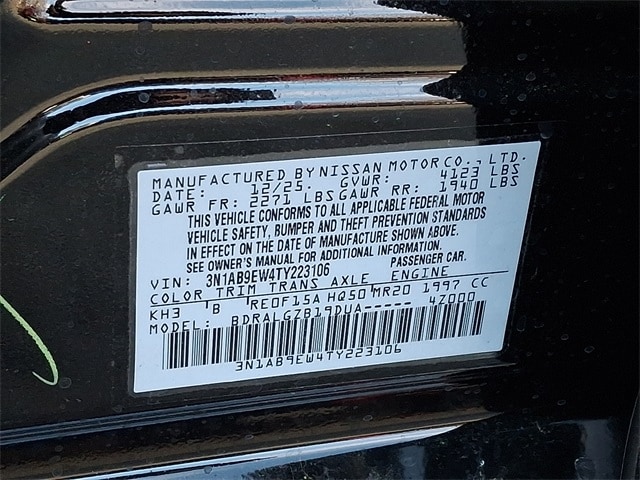 MANUFACTURED BY NISSAN MOTOR CO., LTD.
DATE: 12/25. GVWR: 4123 LBS
GAWR FR: 2271 LBS GAWR RR: 1940 LBS
THIS VEHICLE CONFORMS TO ALL APPLICABLE FEDERAL MOTOR
VEHICLE SAFETY, BUMPER AND THEFT PREVENTION STANDARDS
IN EFFECT ON THE DATE OF MANUFACTURE SHOWN ABOVE.
SEE OWNER'S MANUAL FOR ADDITIONAL INFORMATION.
VIN: 3N1AB9EW4TY223106 PASSENGER CAR.
COLOR TRIM TRANS AXLE ENGINE
KH3 B RE0F15A HQ50 MR20 1997 CC
MODEL: BDRALGZB19DUA----- 4Z000
3N1AB9EW4TY223106